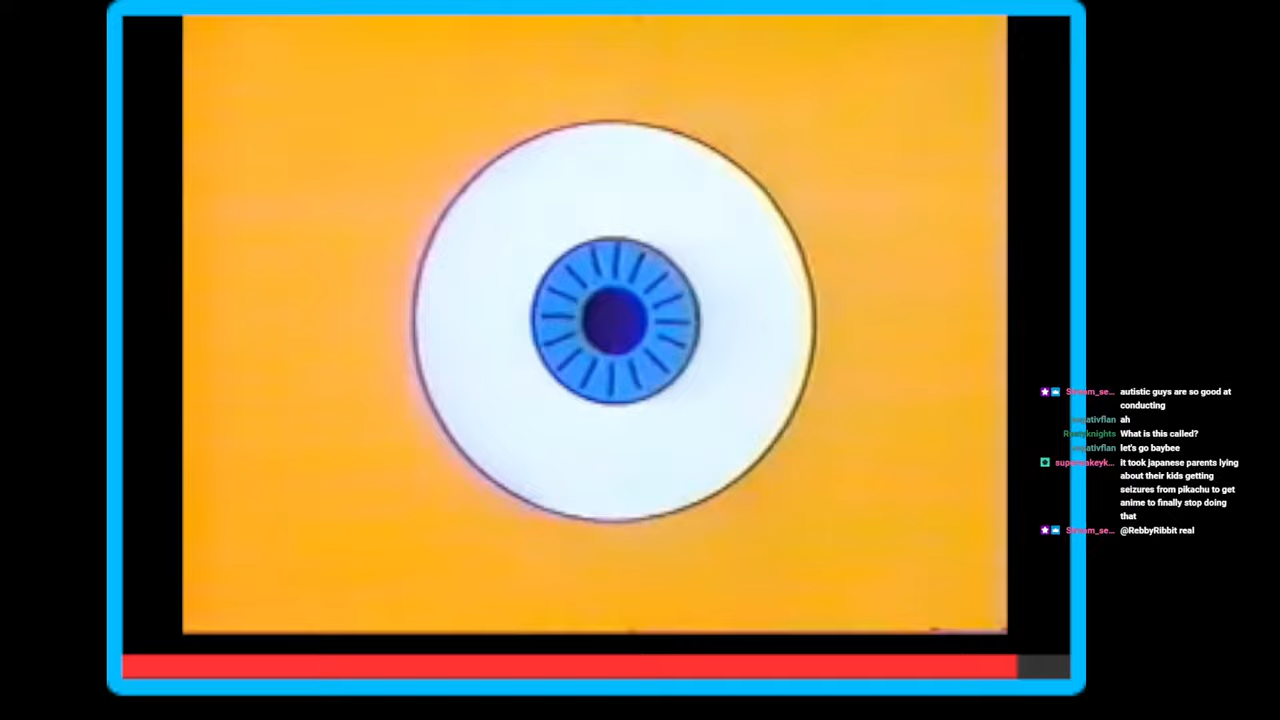 autistic guys are so good at
conducting
ah
What is this called?
let's go baybee
it took japanese parents lying
about their kids getting
seizures from pikachu to get
anime to finally stop doing
that
@RebbyRibbit real